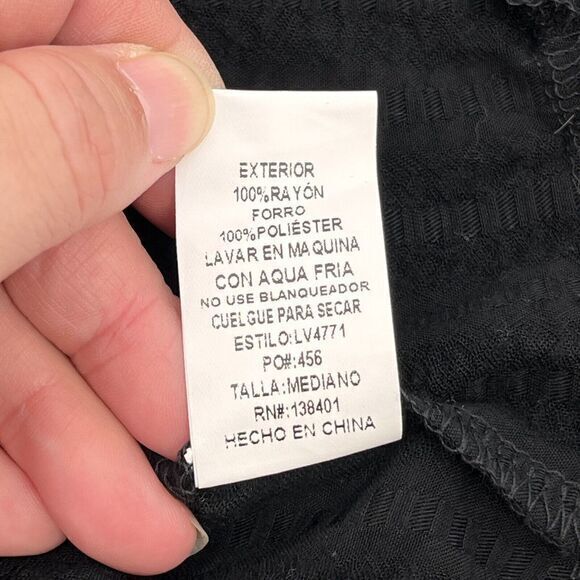 EXTERIOR
100%RAYÓN
FORRO
100%POLIÉSTER
LAVAR EN MAQUINA
CON AQUA FRIA
NO USE BLANQUEADOR
CUELGUE PARA SECAR
ESTILO:LV4771
PO#:456
TALLA:MEDIANO
RN#:138401
HECHO EN CHINA